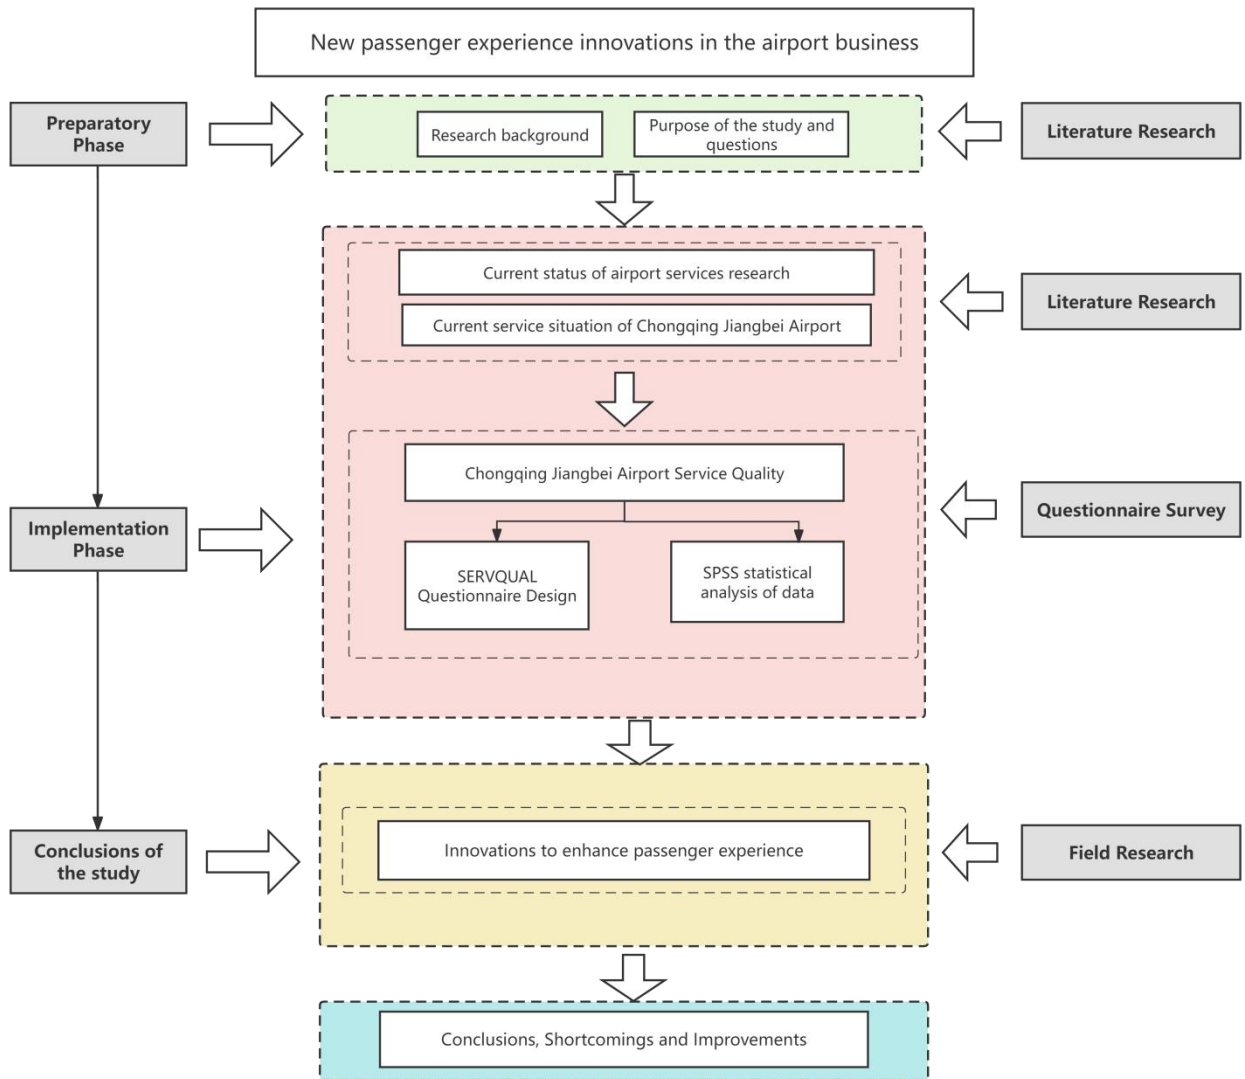 New passenger experience innovations in the airport business
Preparatory
Phase
Research background
Purpose of the study and
questions
Literature Research
Current status of airport services research
Current service situation of Chongqing Jiangbei Airport
Literature Research
Implementation
Phase
Chongqing Jiangbei Airport Service Quality
SERVQUAL
Questionnaire Design
SPSS statistical
analysis of data
Questionnaire Survey
Conclusions of
the study
Innovations to enhance passenger experience
Field Research
Conclusions, Shortcomings and Improvements